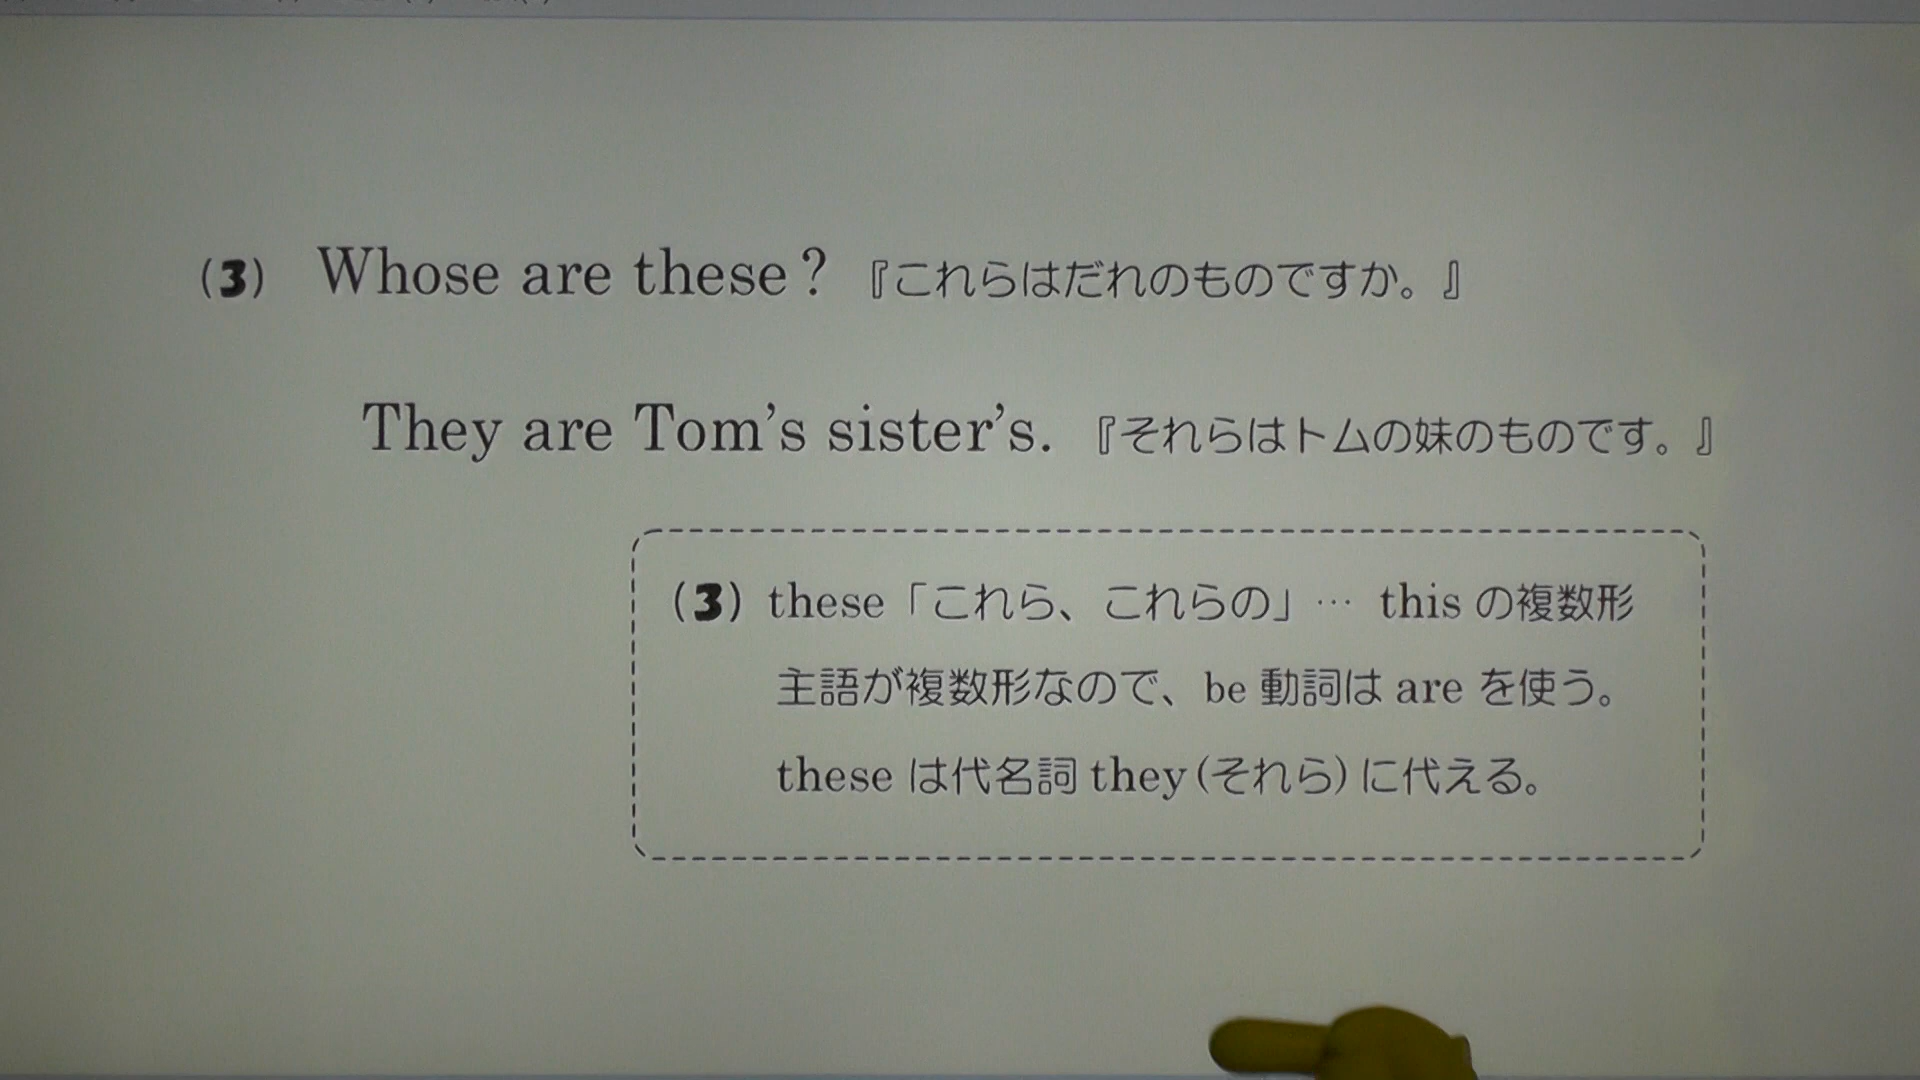 (3) Whose are these? 『これらはだれのものですか。』
They are Tom's sister's. 『それらはトムの妹のものです。』
(3) these「これら、これらの」… this の複数形
主語が複数形なので、be 動詞は are を使う。
these は代名詞 they(それら)に代える。